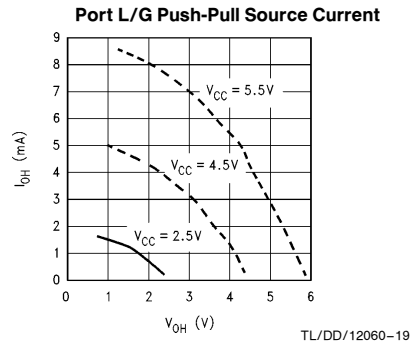 Port L/G Push-Pull Source Current
9
8
7
6
5
4
3
2
1
0
I_OH (mA)
V_CC = 5.5V
V_CC = 4.5V
V_CC = 2.5V
0 1 2 3 4 5 6
V_OH (V)
TL/DD/12060-19